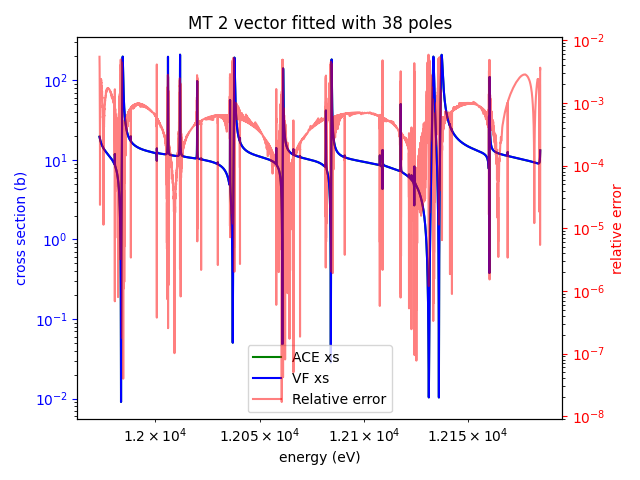 MT 2 vector fitted with 38 poles
cross section (b)
10²
10¹
10⁰
10⁻¹
10⁻²
10⁻²
10⁻³
10⁻⁴
10⁻⁵
10⁻⁶
10⁻⁷
10⁻⁸
relative error
ACE xs
VF xs
Relative error
1.2 × 10⁴ 1.205 × 10⁴ 1.21 × 10⁴ 1.215 × 10⁴
energy (eV)